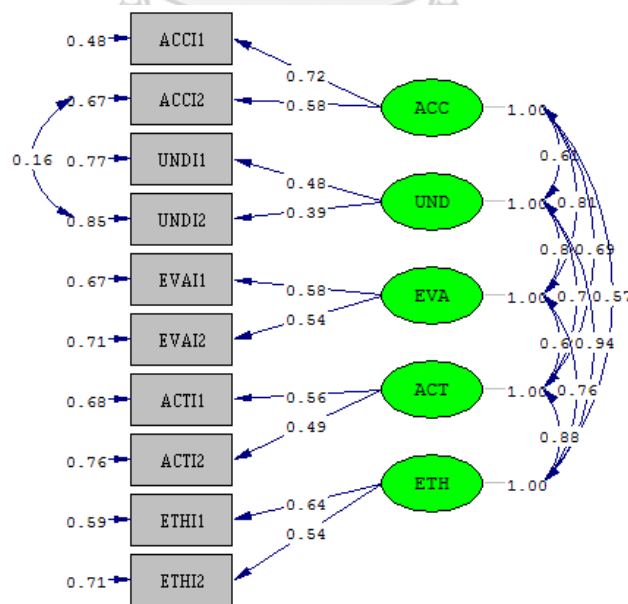 0.48 ACCI1
0.72
0.67 ACCI2
0.58
ACC 1.00
0.16
0.77 UNDI1
0.61
0.48
0.85 UNDI2
0.39
UND 1.00
0.81
0.69
0.67 EVAI1
0.58
EVA 1.00
0.57
0.71 EVAI2
0.54
0.94
0.68 ACTI1
0.56
ACT 1.00
0.76
0.76 ACTI2
0.49
0.88
0.59 ETHI1
0.64
ETH 1.00
0.71 ETHI2
0.54